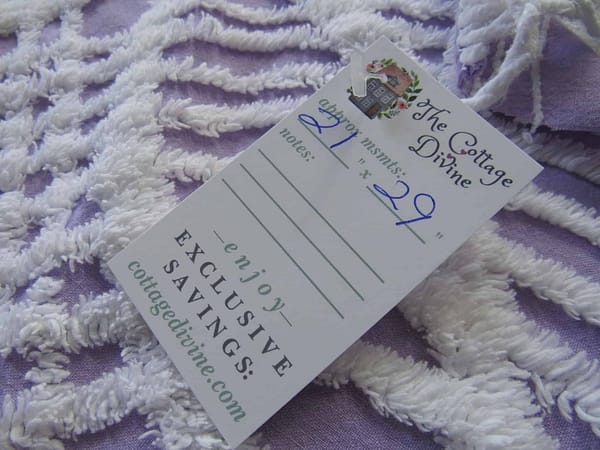 The Cottage
Divine
approx msmts:
21 " x 29 "
notes:
enjoy
EXCLUSIVE
SAVINGS:
cottagedivine.com